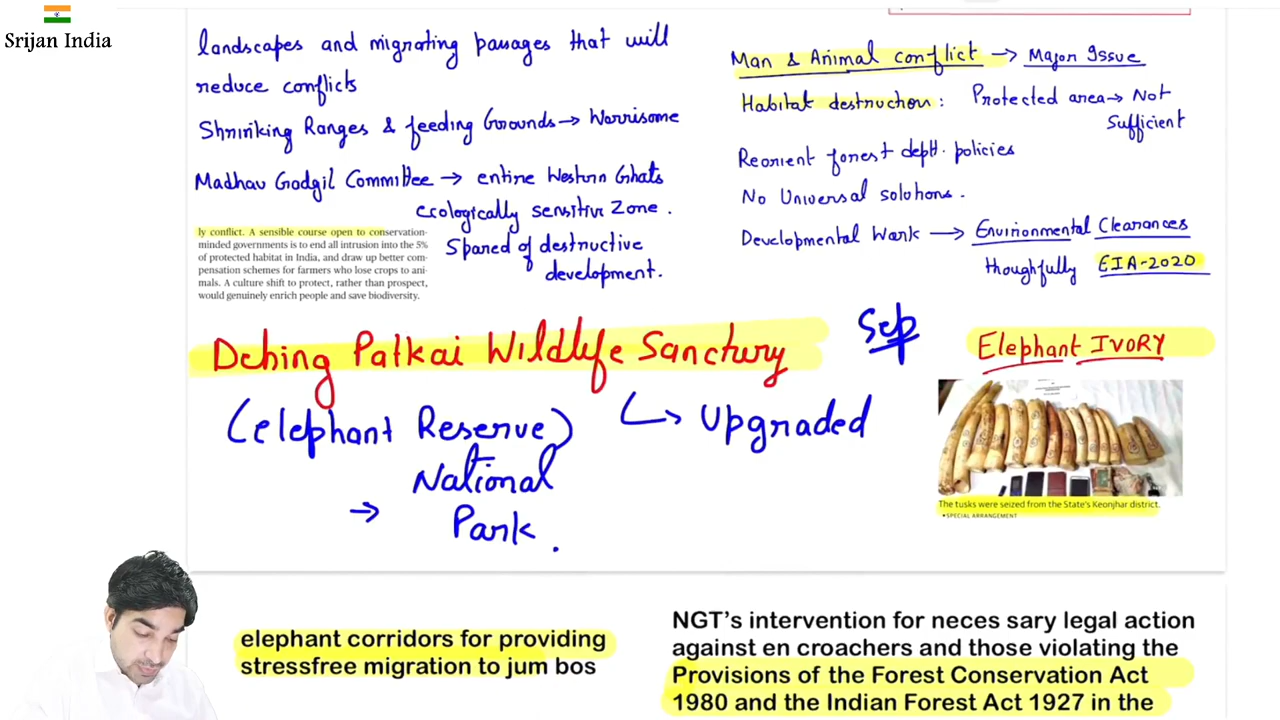 Srijan India
landscapes and migrating passages that will
reduce conflicts
Shrinking Ranges & feeding Grounds → Worrisome
Madhav Godgil Committee → entire Western Ghats
ecologically sensitive Zone.
Spared of destructive
development.
ly conflict. A sensible course open to conservation-
minded governments is to end all intrusion into the 5%
of protected habitat in India, and draw up better com-
pensation schemes for farmers who lose crops to ani-
mals. A culture shift to protect, rather than prospect,
would genuinely enrich people and save biodiversity.
Man & Animal conflict → Major Issue
Habitat destruction: Protected area → Not
Sufficient
Reorient forest deptt. policies
No Universal solutions.
Developmental Work → Environmental Clearances
thoughfully EIA-2020
Dehing Patkai Wildlife Sanctury
(elephant Reserve)
→ Upgraded
National
→ Park.
Sep
Elephant IVORY
The tusks were seized from the State's Keonjhar district.
•SPECIAL ARRANGEMENT
elephant corridors for providing
stressfree migration to jum bos
NGT's intervention for neces sary legal action
against en croachers and those violating the
Provisions of the Forest Conservation Act
1980 and the Indian Forest Act 1927 in the